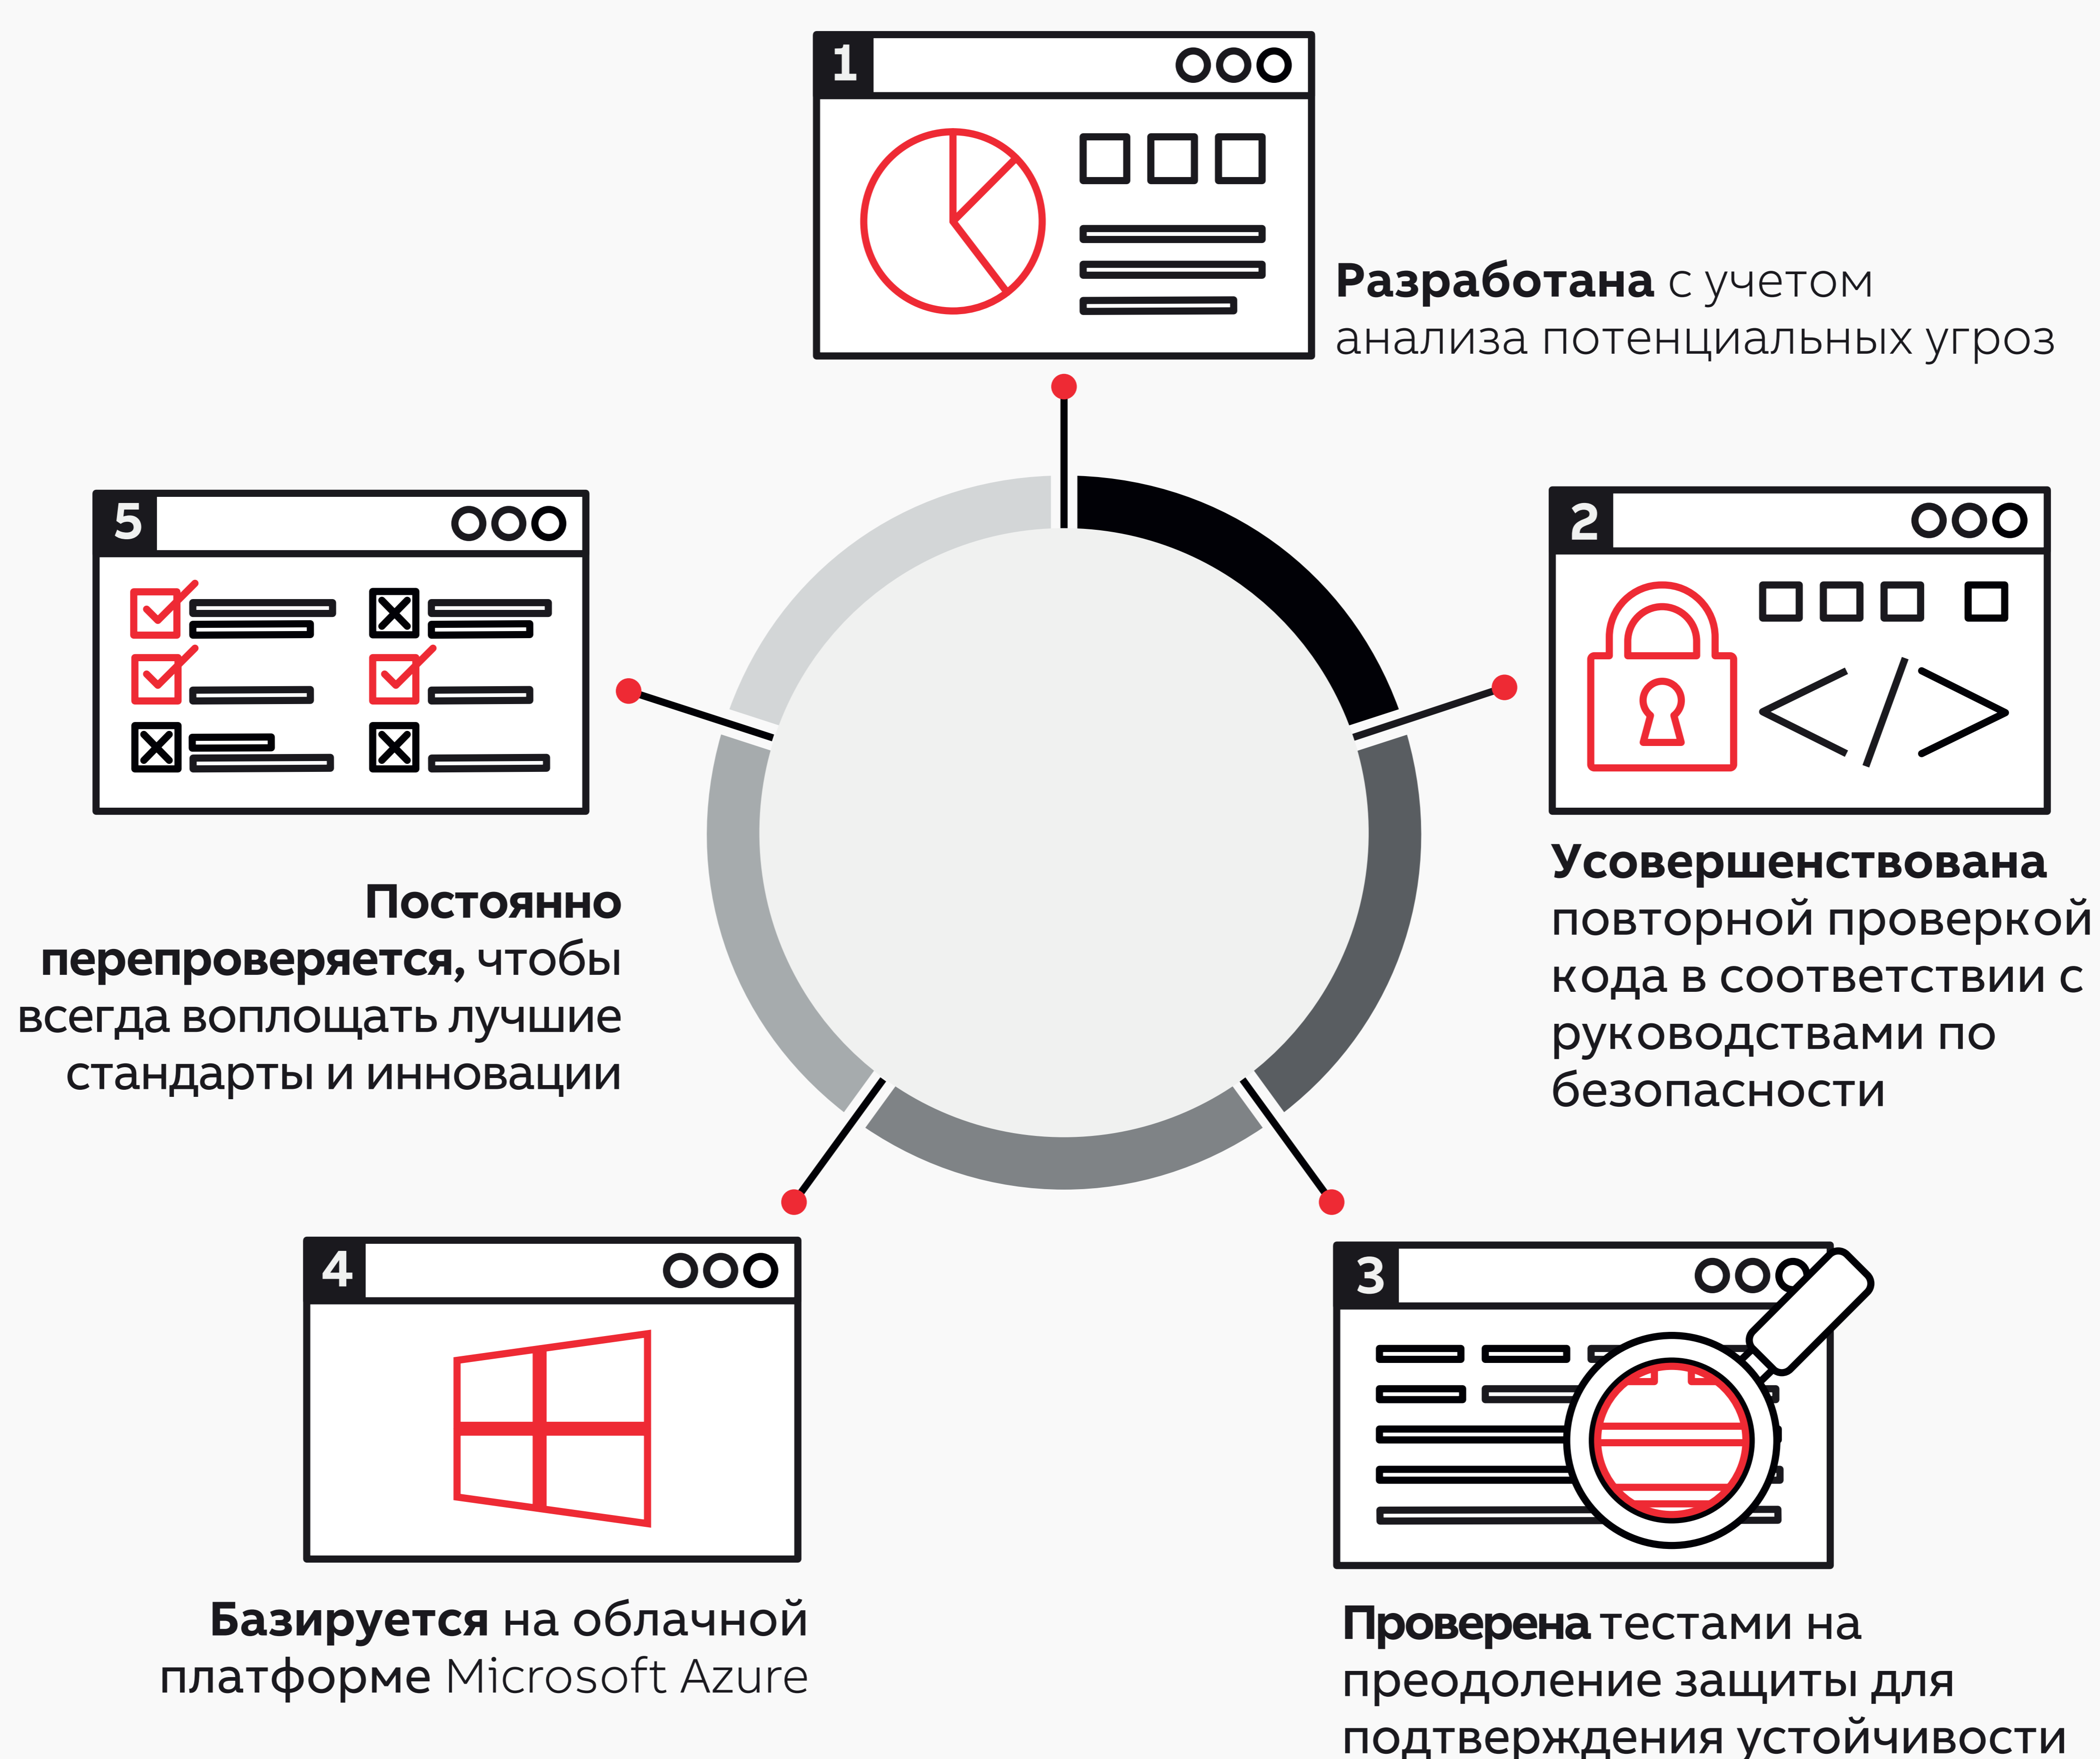 1
Разработана с учетом
анализа потенциальных угроз
2
Усовершенствована
повторной проверкой
кода в соответствии с
руководствами по
безопасности
3
Проверена тестами на
преодоление защиты для
подтверждения устойчивости
4
Базируется на облачной
платформе Microsoft Azure
5
Постоянно
перепроверяется, чтобы
всегда воплощать лучшие
стандарты и инновации